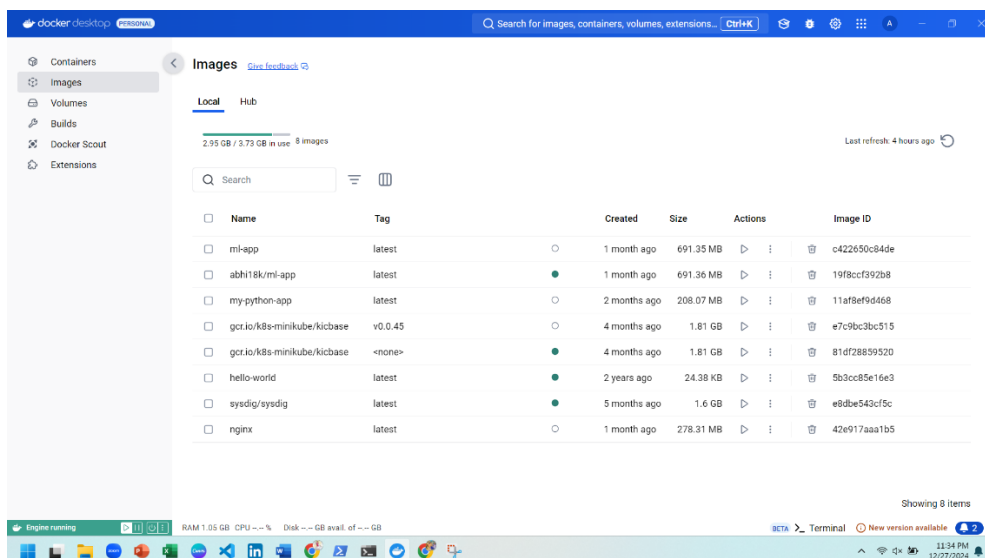 docker desktop PERSONAL
Search for images, containers, volumes, extensions... Ctrl+K
A
Containers
Images
Volumes
Builds
Docker Scout
Extensions
Images Give feedback
Local Hub
2.95 GB / 3.73 GB in use 8 images
Last refresh: 4 hours ago
Search
Name Tag Created Size Actions Image ID
ml-app latest 1 month ago 691.35 MB c422650c84de
abhi18k/ml-app latest 1 month ago 691.36 MB 19f8ccf392b8
my-python-app latest 2 months ago 208.07 MB 11af8ef9d468
gcr.io/k8s-minikube/kicbase v0.0.45 4 months ago 1.81 GB e7c9bc3bc515
gcr.io/k8s-minikube/kicbase <none> 4 months ago 1.81 GB 81df28859520
hello-world latest 2 years ago 24.38 KB 5b3cc85e16e3
sysdig/sysdig latest 5 months ago 1.6 GB e8dbe543cf5c
nginx latest 1 month ago 278.31 MB 42e917aaa1b5
Showing 8 items
Engine running RAM 1.05 GB CPU --.-- % Disk --.-- GB avail. of --.-- GB BETA >_ Terminal New version available 2
zoom in
11:34 PM
12/27/2024